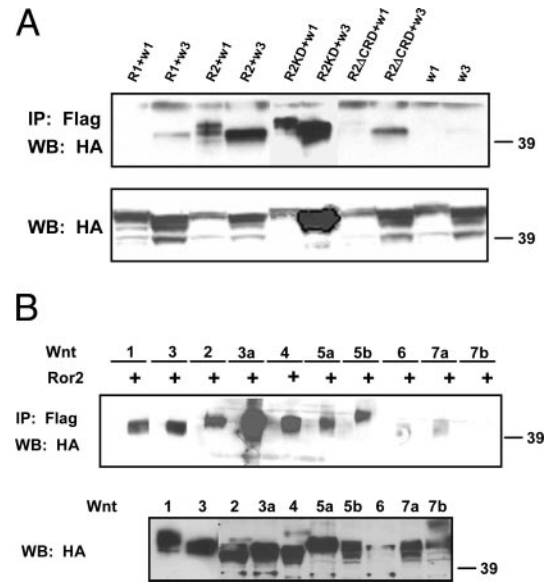 A
R1+w1 R1+w3 R2+w1 R2+w3 R2KD+w1 R2KD+w3 R2ΔCRD+w1 R2ΔCRD+w3 w1 w3
IP: Flag
WB: HA
39
WB: HA
39
B
Wnt 1 3 2 3a 4 5a 5b 6 7a 7b
Ror2 + + + + + + + + + +
IP: Flag
WB: HA
39
Wnt 1 3 2 3a 4 5a 5b 6 7a 7b
WB: HA
39